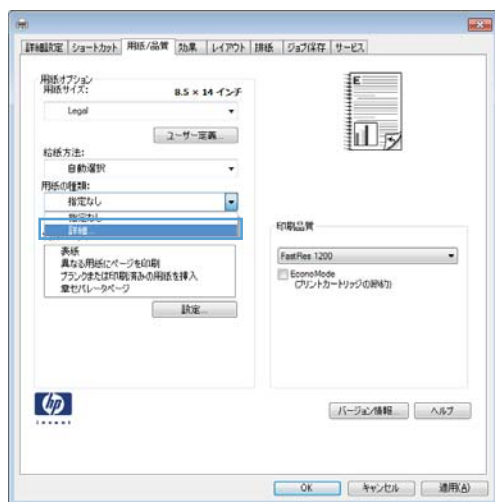 詳細設定 ショートカット 用紙/品質 効果 レイアウト 排紙 ジョブ保存 サービス
用紙オプション
用紙サイズ: 8.5 × 14 インチ
Legal
ユーザー定義...
給紙方法:
自動選択
用紙の種類:
指定なし
指定なし
詳細...
表紙
異なる用紙にページを印刷
ブランクまたは印刷済みの用紙を挿入
章セパレータページ
設定...
E
印刷品質
FastRes 1200
EconoMode
(プリントカートリッジの節約)
hp
invent
バージョン情報... ヘルプ
OK キャンセル 適用(A)